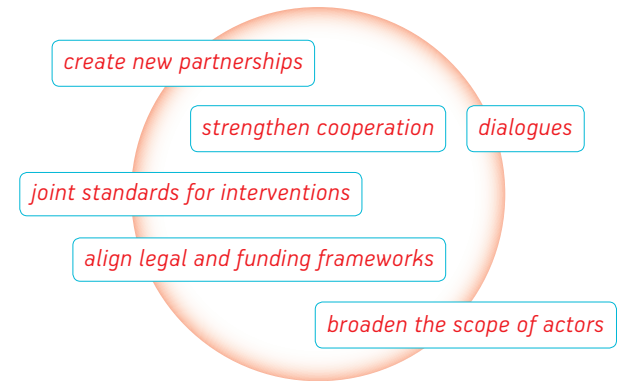 create new partnerships
strengthen cooperation
dialogues
joint standards for interventions
align legal and funding frameworks
broaden the scope of actors